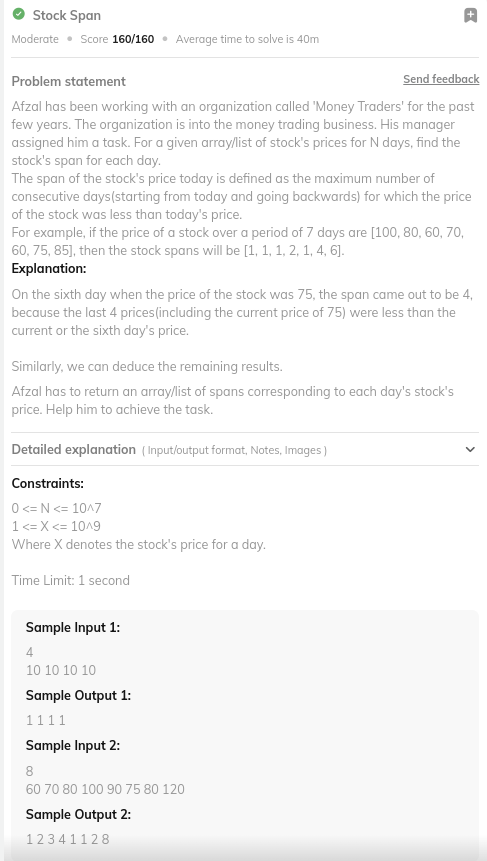 Stock Span
Moderate • Score 160/160 • Average time to solve is 40m
Problem statement Send feedback
Afzal has been working with an organization called 'Money Traders' for the past
few years. The organization is into the money trading business. His manager
assigned him a task. For a given array/list of stock's prices for N days, find the
stock's span for each day.
The span of the stock's price today is defined as the maximum number of
consecutive days(starting from today and going backwards) for which the price
of the stock was less than today's price.
For example, if the price of a stock over a period of 7 days are [100, 80, 60, 70,
60, 75, 85], then the stock spans will be [1, 1, 1, 2, 1, 4, 6].
Explanation:
On the sixth day when the price of the stock was 75, the span came out to be 4,
because the last 4 prices(including the current price of 75) were less than the
current or the sixth day's price.
Similarly, we can deduce the remaining results.
Afzal has to return an array/list of spans corresponding to each day's stock's
price. Help him to achieve the task.
Detailed explanation ( Input/output format, Notes, Images )
Constraints:
0 <= N <= 10^7
1 <= X <= 10^9
Where X denotes the stock's price for a day.
Time Limit: 1 second
Sample Input 1:
4
10 10 10 10
Sample Output 1:
1 1 1 1
Sample Input 2:
8
60 70 80 100 90 75 80 120
Sample Output 2:
1 2 3 4 1 1 2 8